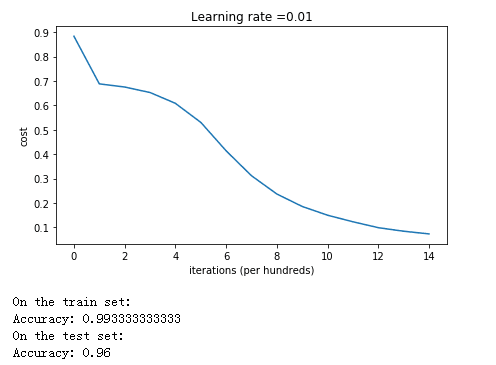 Learning rate =0.01
0.9
0.8
0.7
0.6
0.5
0.4
0.3
0.2
0.1
cost
0 2 4 6 8 10 12 14
iterations (per hundreds)
On the train set:
Accuracy: 0.993333333333
On the test set:
Accuracy: 0.96